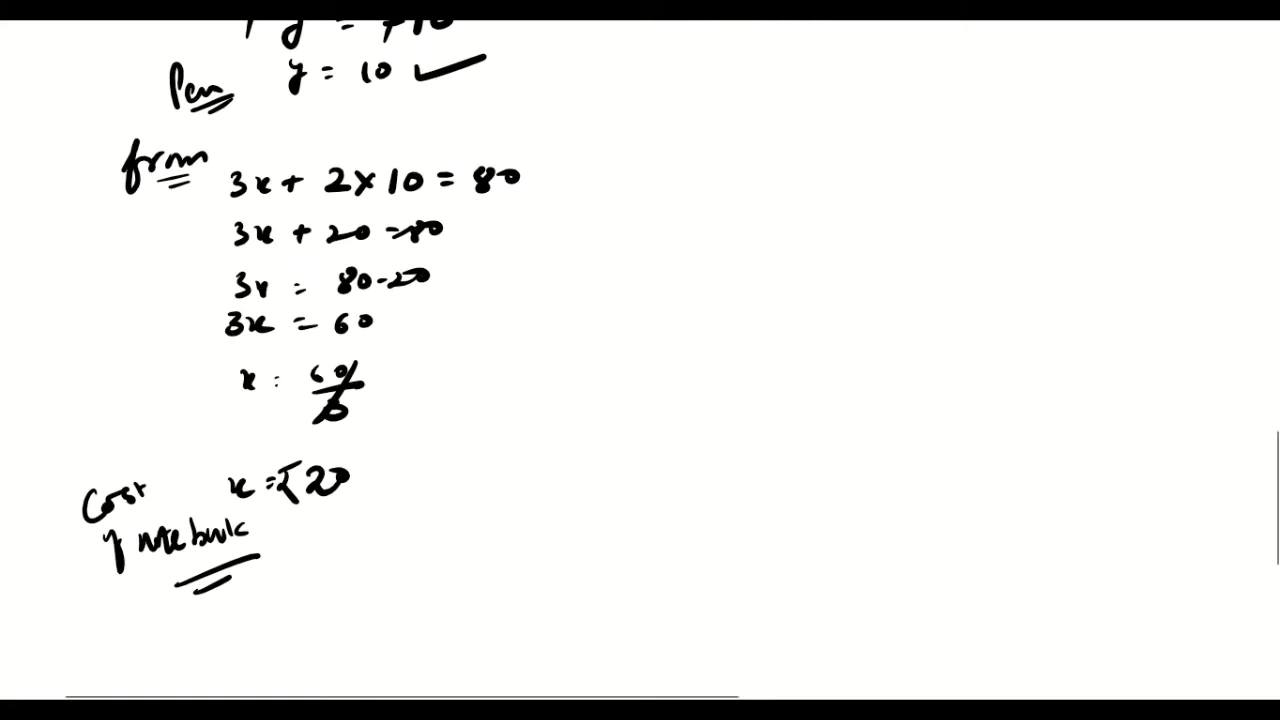 y = +10
Pen y = 10 ✓
from 3x + 2 × 10 = 80
3x + 20 = 80
3x = 80 - 20
3x = 60
x = 60/3
Cost x = ₹ 20
of notebook